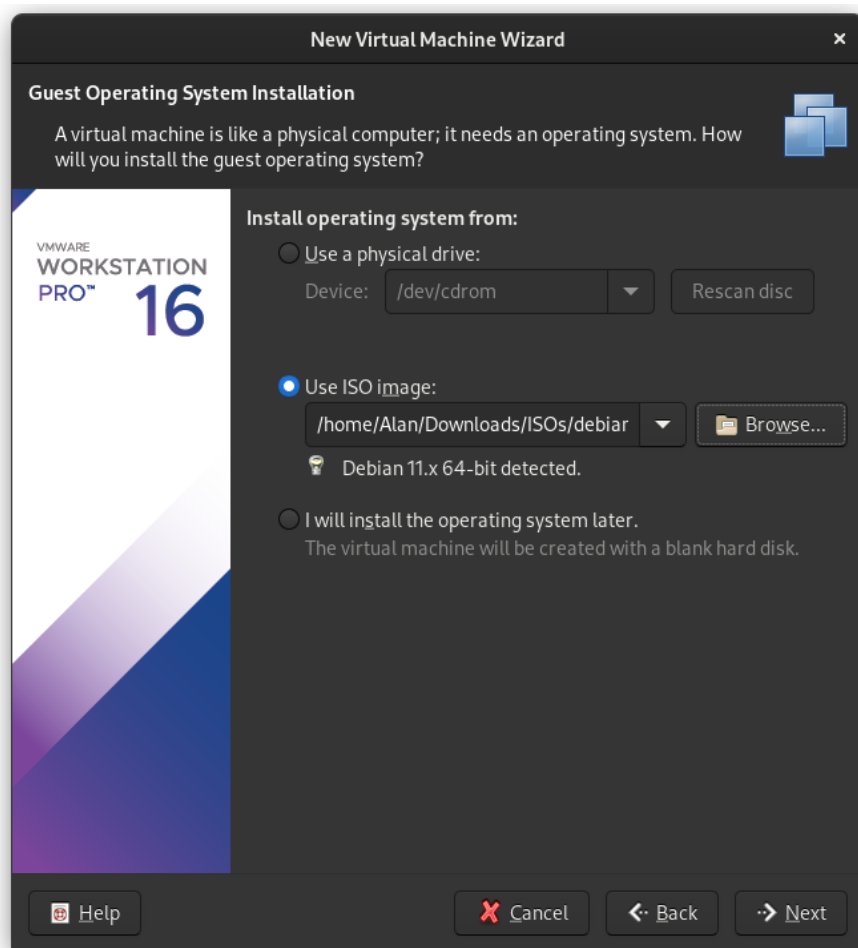 New Virtual Machine Wizard
×
Guest Operating System Installation
A virtual machine is like a physical computer; it needs an operating system. How
will you install the guest operating system?
VMWARE
WORKSTATION
PRO™ 16
Install operating system from:
Use a physical drive:
Device: /dev/cdrom Rescan disc
Use ISO image:
/home/Alan/Downloads/ISOs/debiar Browse...
Debian 11.x 64-bit detected.
I will install the operating system later.
The virtual machine will be created with a blank hard disk.
Help Cancel Back Next